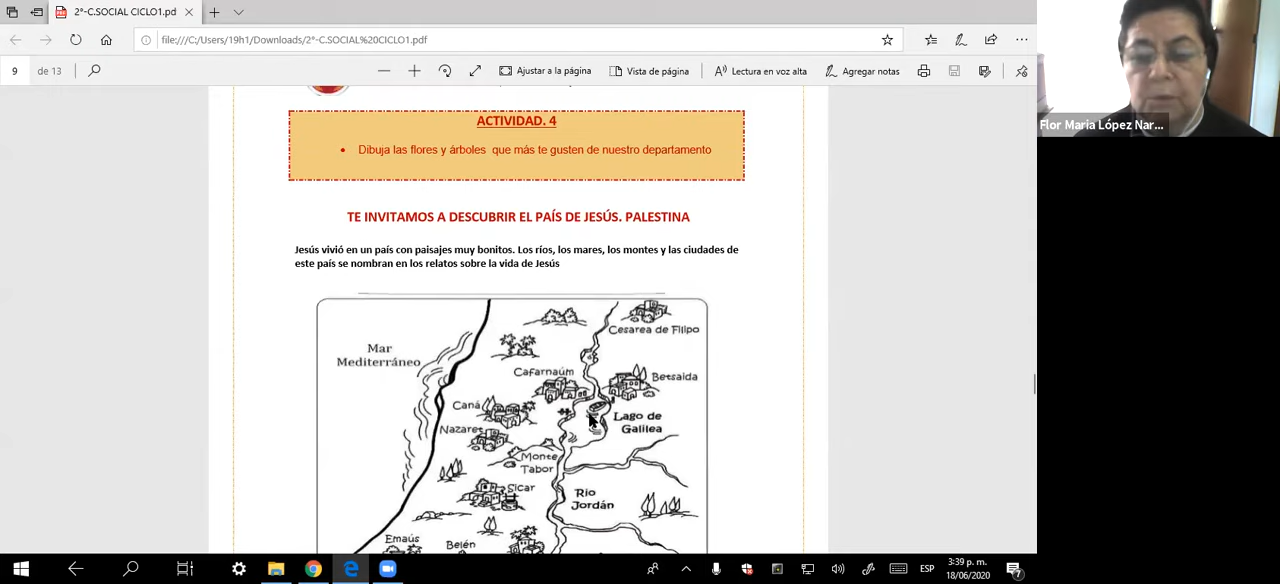 2°-C.SOCIAL CICLO1.pd
file:///C:/Users/19h1/Downloads/2°-C.SOCIAL%20CICLO1.pdf
9 de 13
Ajustar a la página
Vista de página
Lectura en voz alta
Agregar notas
Flor Maria López Nar...
ACTIVIDAD. 4
• Dibuja las flores y árboles que más te gusten de nuestro departamento
TE INVITAMOS A DESCUBRIR EL PAÍS DE JESÚS. PALESTINA
Jesús vivió en un país con paisajes muy bonitos. Los ríos, los mares, los montes y las ciudades de
este país se nombran en los relatos sobre la vida de Jesús
Cesarea de Filipo
Mar
Mediterráneo
Cafarnaúm
Betsaida
Caná
Lago de
Galilea
Nazaret
Monte
Tabor
Sicar
Río
Jordán
Emaús
Belén
ESP
3:39 p. m.
18/06/2020